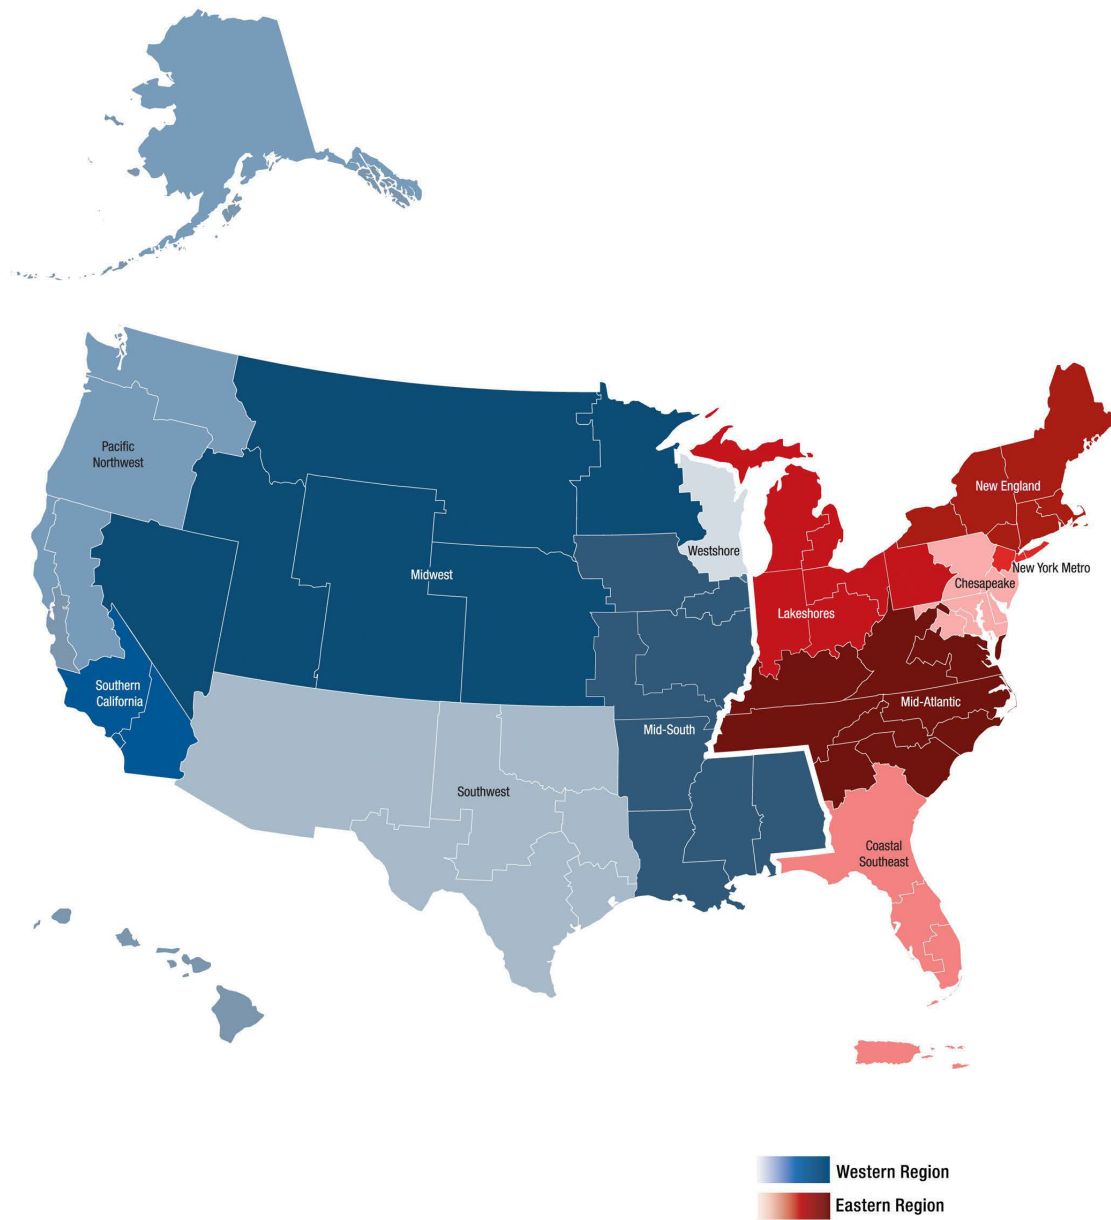 Pacific
Northwest
New England
Westshore
New York Metro
Midwest
Chesapeake
Lakeshores
Southern
California
Mid-Atlantic
Mid-South
Southwest
Coastal
Southeast
Western Region
Eastern Region